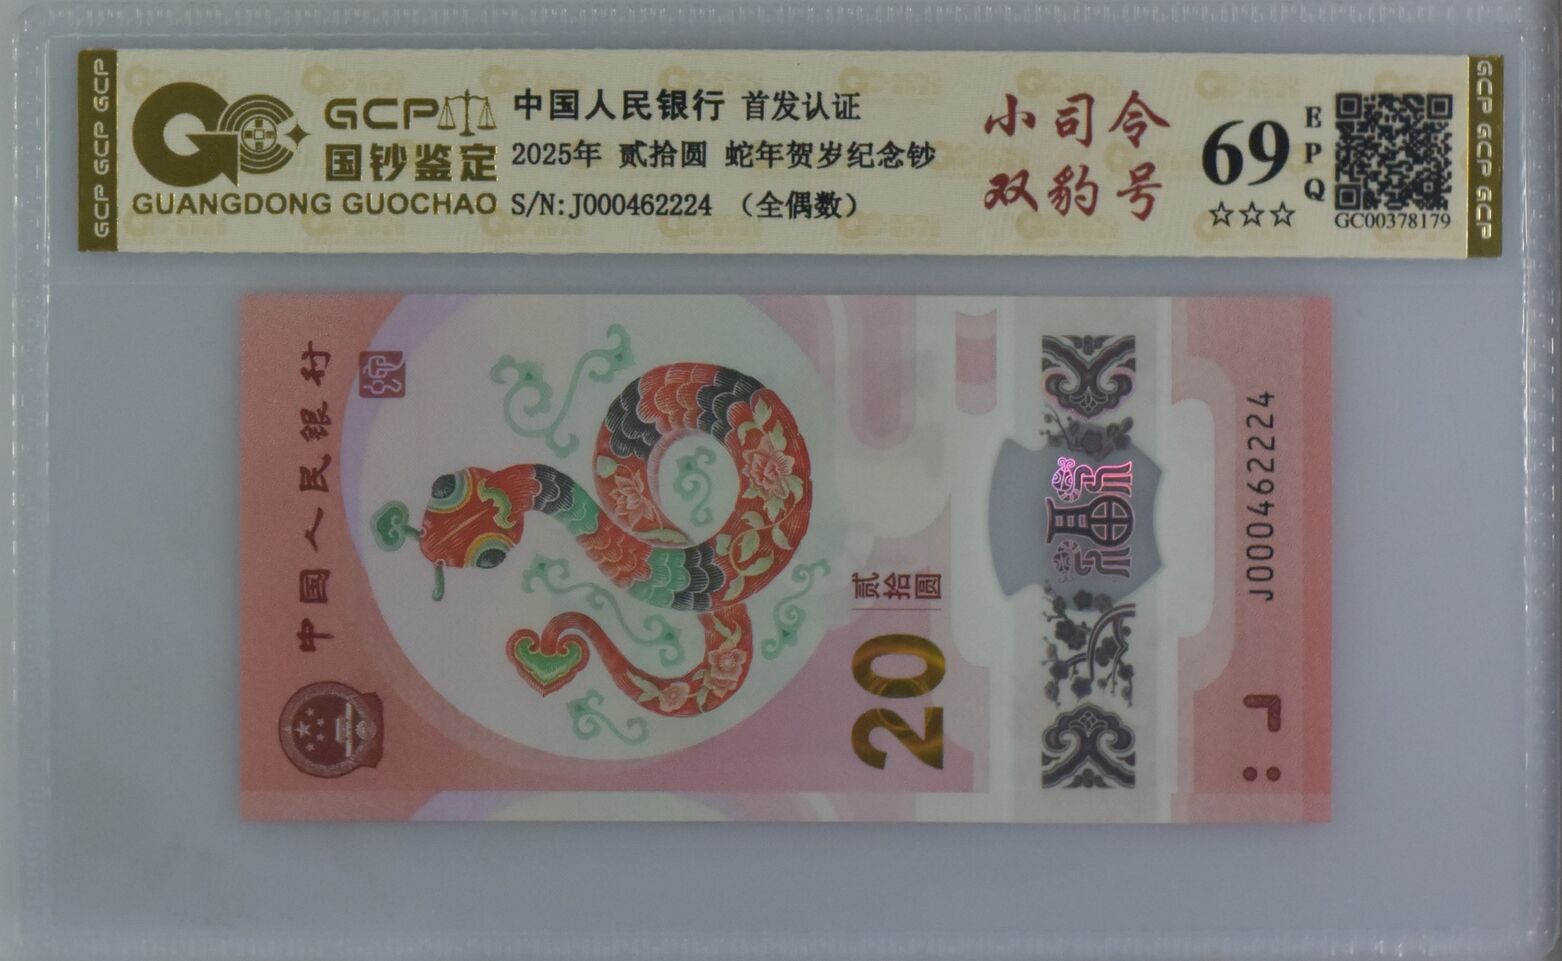 GCP GCP GCP
GCP
国钞鉴定
GUANGDONG GUOCHAO
中国人民银行 首发认证
2025年 贰拾圆 蛇年贺岁纪念钞
S/N:J000462224 (全偶数)
小司令
双豹号
69
EPQ
☆☆☆
GC00378179
GCP GCP GCP
中国人民银行
贰拾圆
20
福
J000462224